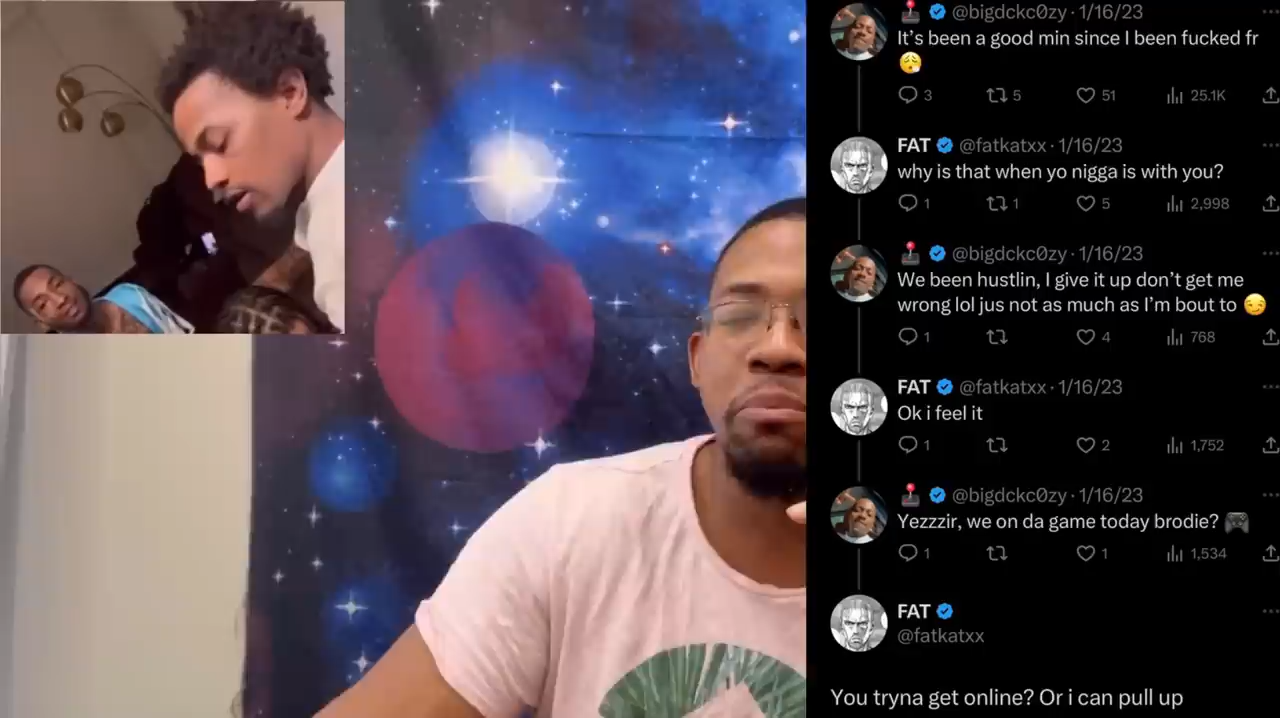 🕹️ @bigdckc0zy · 1/16/23
It's been a good min since I been fucked fr
😮‍💨
3 5 51 25.1K
FAT @fatkatxx · 1/16/23
why is that when yo nigga is with you?
1 1 5 2,998
🕹️ @bigdckc0zy · 1/16/23
We been hustlin, I give it up don't get me
wrong lol jus not as much as I'm bout to 😏
1 4 768
FAT @fatkatxx · 1/16/23
Ok i feel it
1 2 1,752
🕹️ @bigdckc0zy · 1/16/23
Yezzzir, we on da game today brodie? 🎮
1 1 1,534
FAT
@fatkatxx
You tryna get online? Or i can pull up